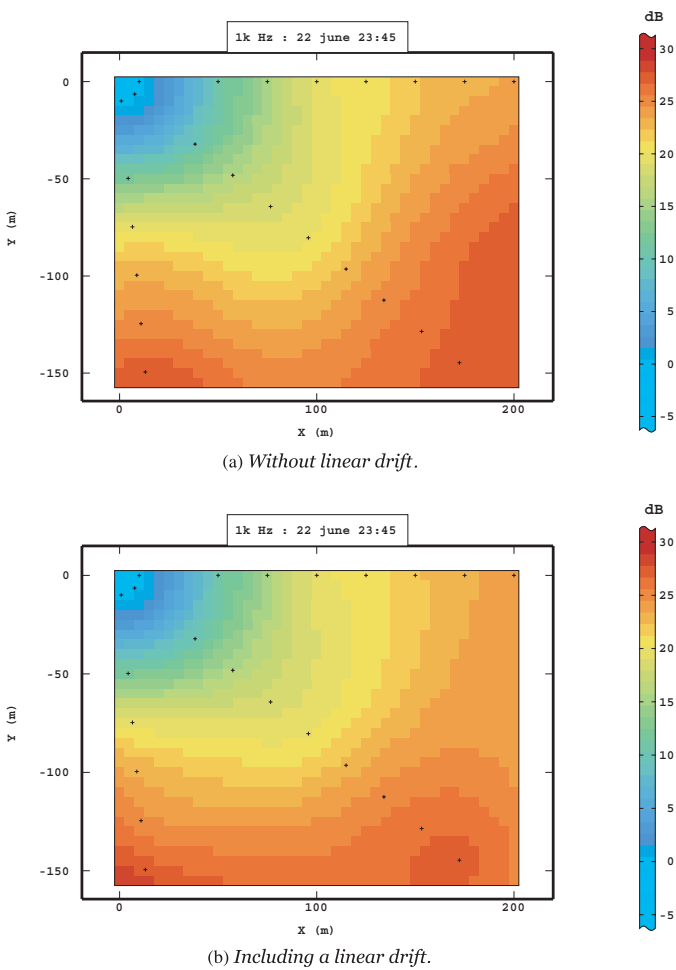 dB
1k Hz : 22 june 23:45
30
25
20
15
10
5
0
-5
0
-50
-100
-150
Y (m)
0 100 200
X (m)
(a) Without linear drift.
dB
1k Hz : 22 june 23:45
30
25
20
15
10
5
0
-5
0
-50
-100
-150
Y (m)
0 100 200
X (m)
(b) Including a linear drift.